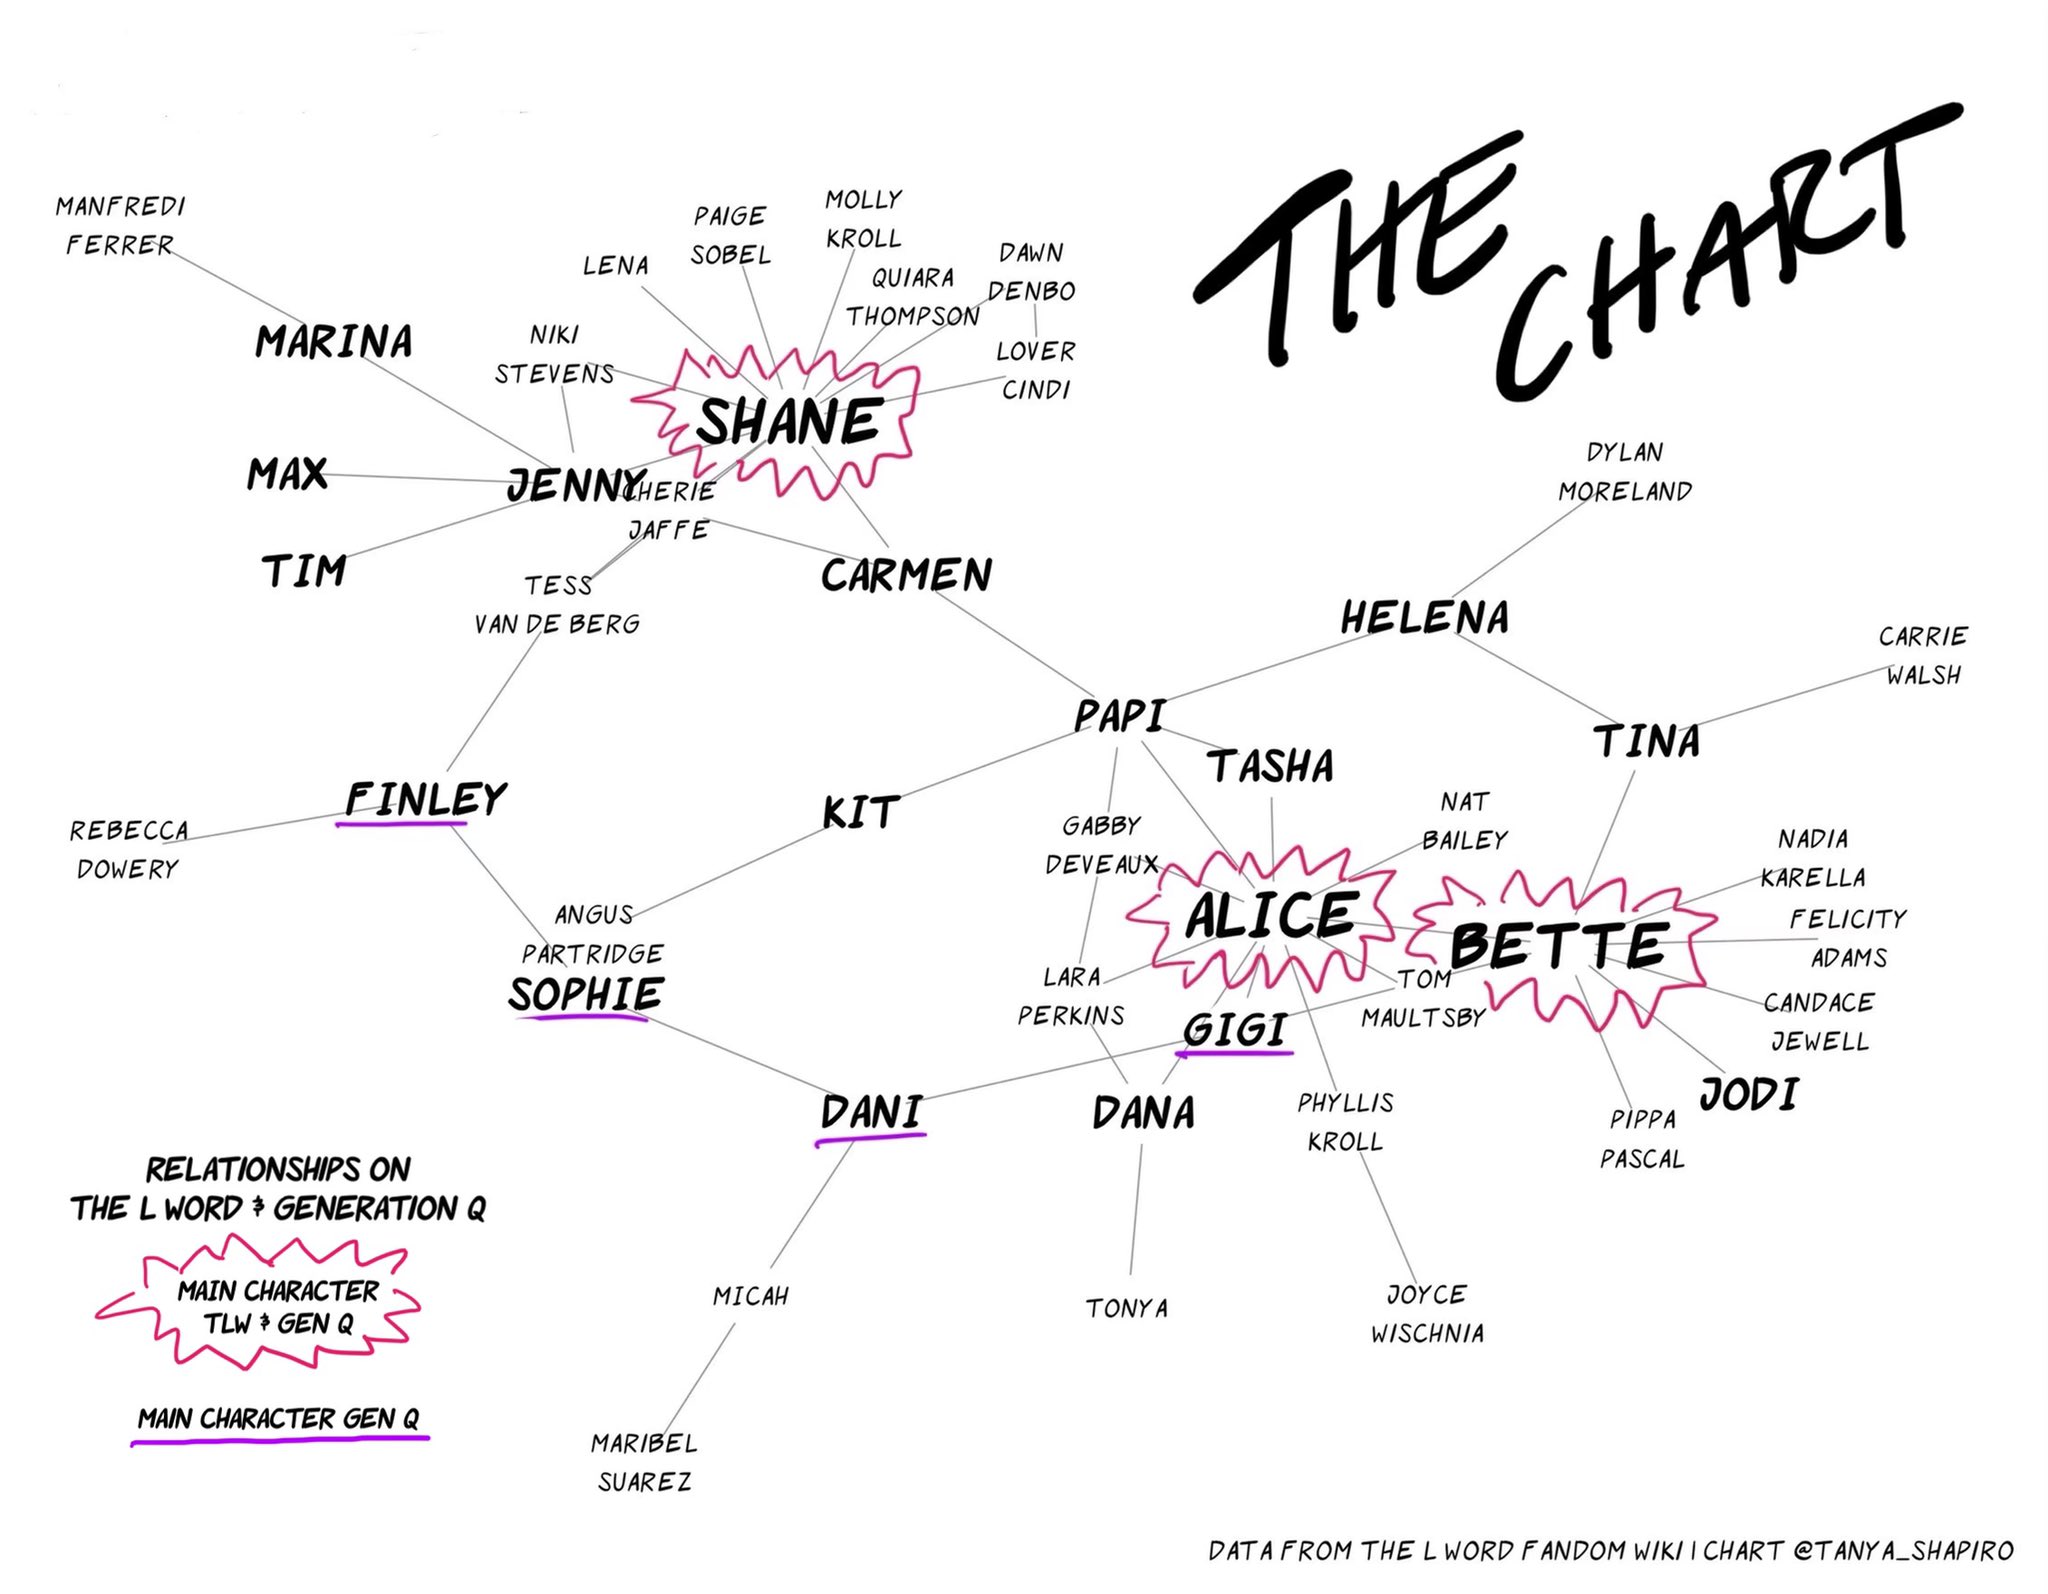 THE
CHART
MANFREDI
FERRER
MARINA
MAX
TIM
JENNY
NIKI
STEVENS
LENA
PAIGE
SOBEL
MOLLY
KROLL
QUIARA
THOMPSON
DAWN
DENBO
LOVER
CINDI
SHANE
CHERIE
JAFFE
CARMEN
TESS
VAN DE BERG
DYLAN
MORELAND
HELENA
CARRIE
WALSH
TINA
PAPI
TASHA
KIT
FINLEY
REBECCA
DOWERY
ANGUS
PARTRIDGE
SOPHIE
GABBY
DEVEAUX
NAT
BAILEY
ALICE
BETTE
NADIA
KARELLA
FELICITY
ADAMS
CANDACE
JEWELL
JODI
PIPPA
PASCAL
TOM
MAULTSBY
LARA
PERKINS
GIGI
DANI
DANA
PHYLLIS
KROLL
MICAH
TONYA
JOYCE
WISCHNIA
MARIBEL
SUAREZ
RELATIONSHIPS ON
THE L WORD & GENERATION Q
MAIN CHARACTER
TLW & GEN Q
MAIN CHARACTER GEN Q
DATA FROM THE L WORD FANDOM WIKI | CHART @TANYA_SHAPIRO